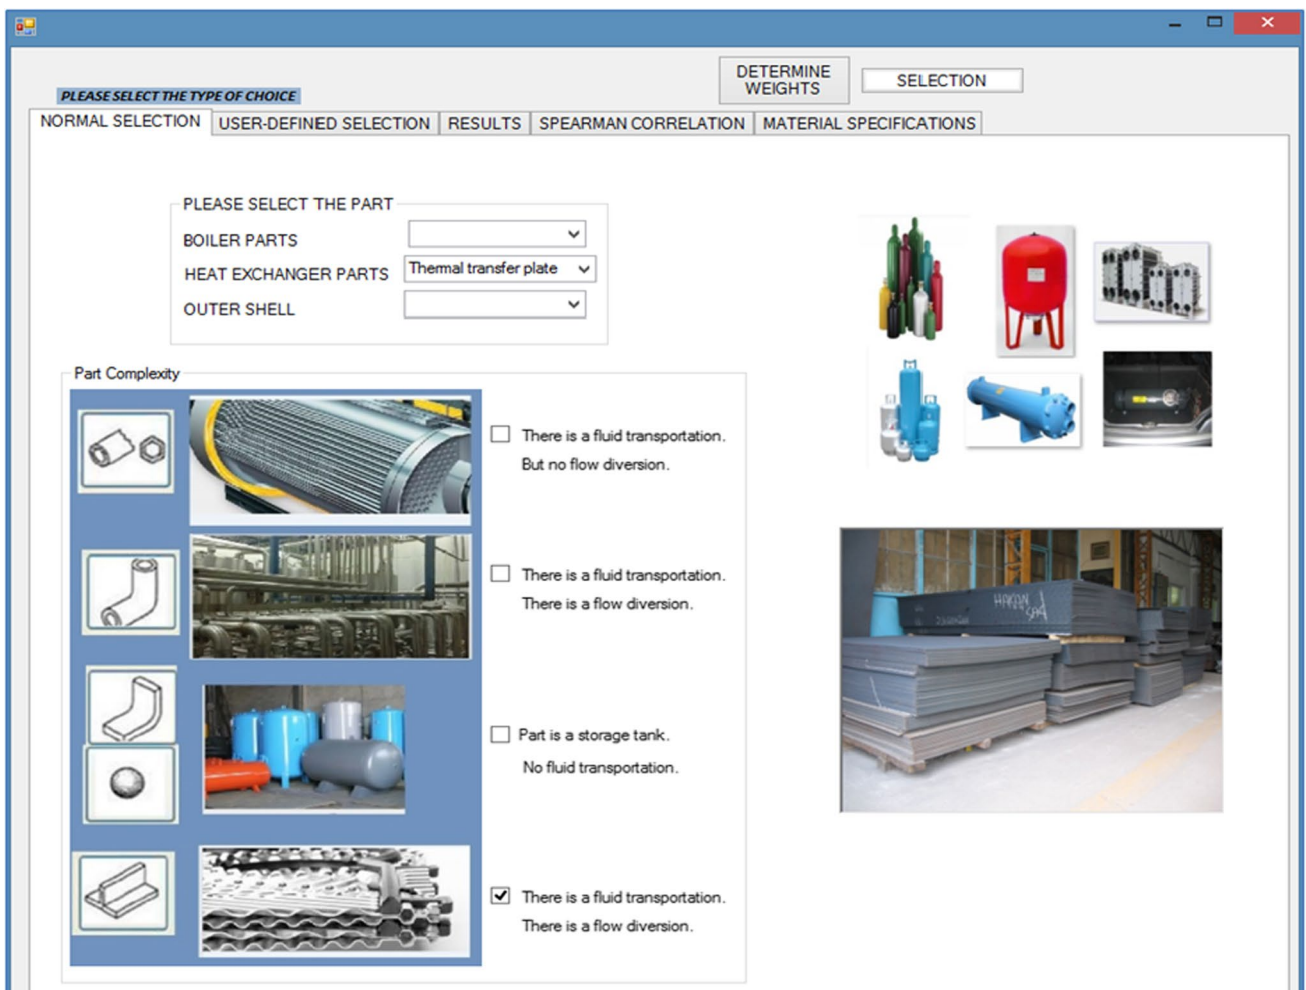 DETERMINE
WEIGHTS
SELECTION
PLEASE SELECT THE TYPE OF CHOICE
NORMAL SELECTION USER-DEFINED SELECTION RESULTS SPEARMAN CORRELATION MATERIAL SPECIFICATIONS
PLEASE SELECT THE PART
BOILER PARTS
HEAT EXCHANGER PARTS Thermal transfer plate
OUTER SHELL
Part Complexity
There is a fluid transportation.
But no flow diversion.
There is a fluid transportation.
There is a flow diversion.
Part is a storage tank.
No fluid transportation.
There is a fluid transportation.
There is a flow diversion.
HAKAN